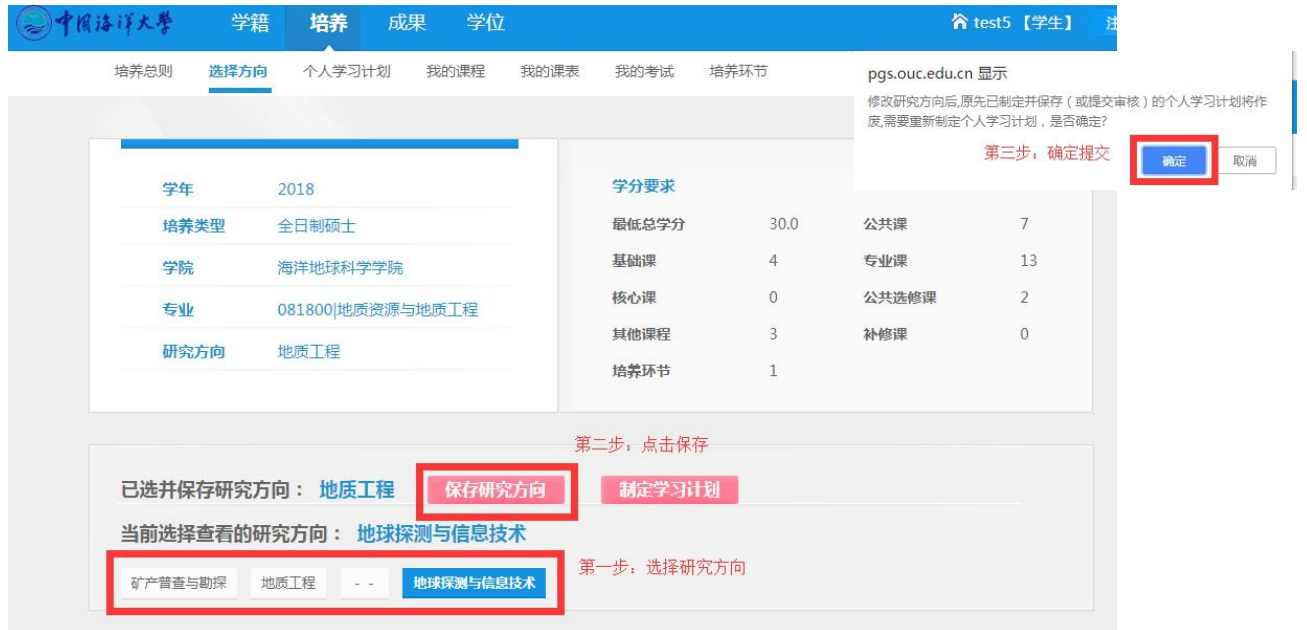 中国海洋大学 学籍 培养 成果 学位 test5 【学生】
培养总则 选择方向 个人学习计划 我的课程 我的课表 我的考试 培养环节
pgs.ouc.edu.cn 显示
修改研究方向后,原先已制定并保存（或提交审核）的个人学习计划将作
废,需要重新制定个人学习计划，是否确定?
第三步：确定提交 确定 取消
学年 2018
培养类型 全日制硕士
学院 海洋地球科学学院
专业 081800|地质资源与地质工程
研究方向 地质工程
学分要求
最低总学分 30.0 公共课 7
基础课 4 专业课 13
核心课 0 公共选修课 2
其他课程 3 补修课 0
培养环节 1
第二步：点击保存
已选并保存研究方向： 地质工程 保存研究方向 制定学习计划
当前选择查看的研究方向： 地球探测与信息技术
第一步：选择研究方向
矿产普查与勘探 地质工程 - - 地球探测与信息技术